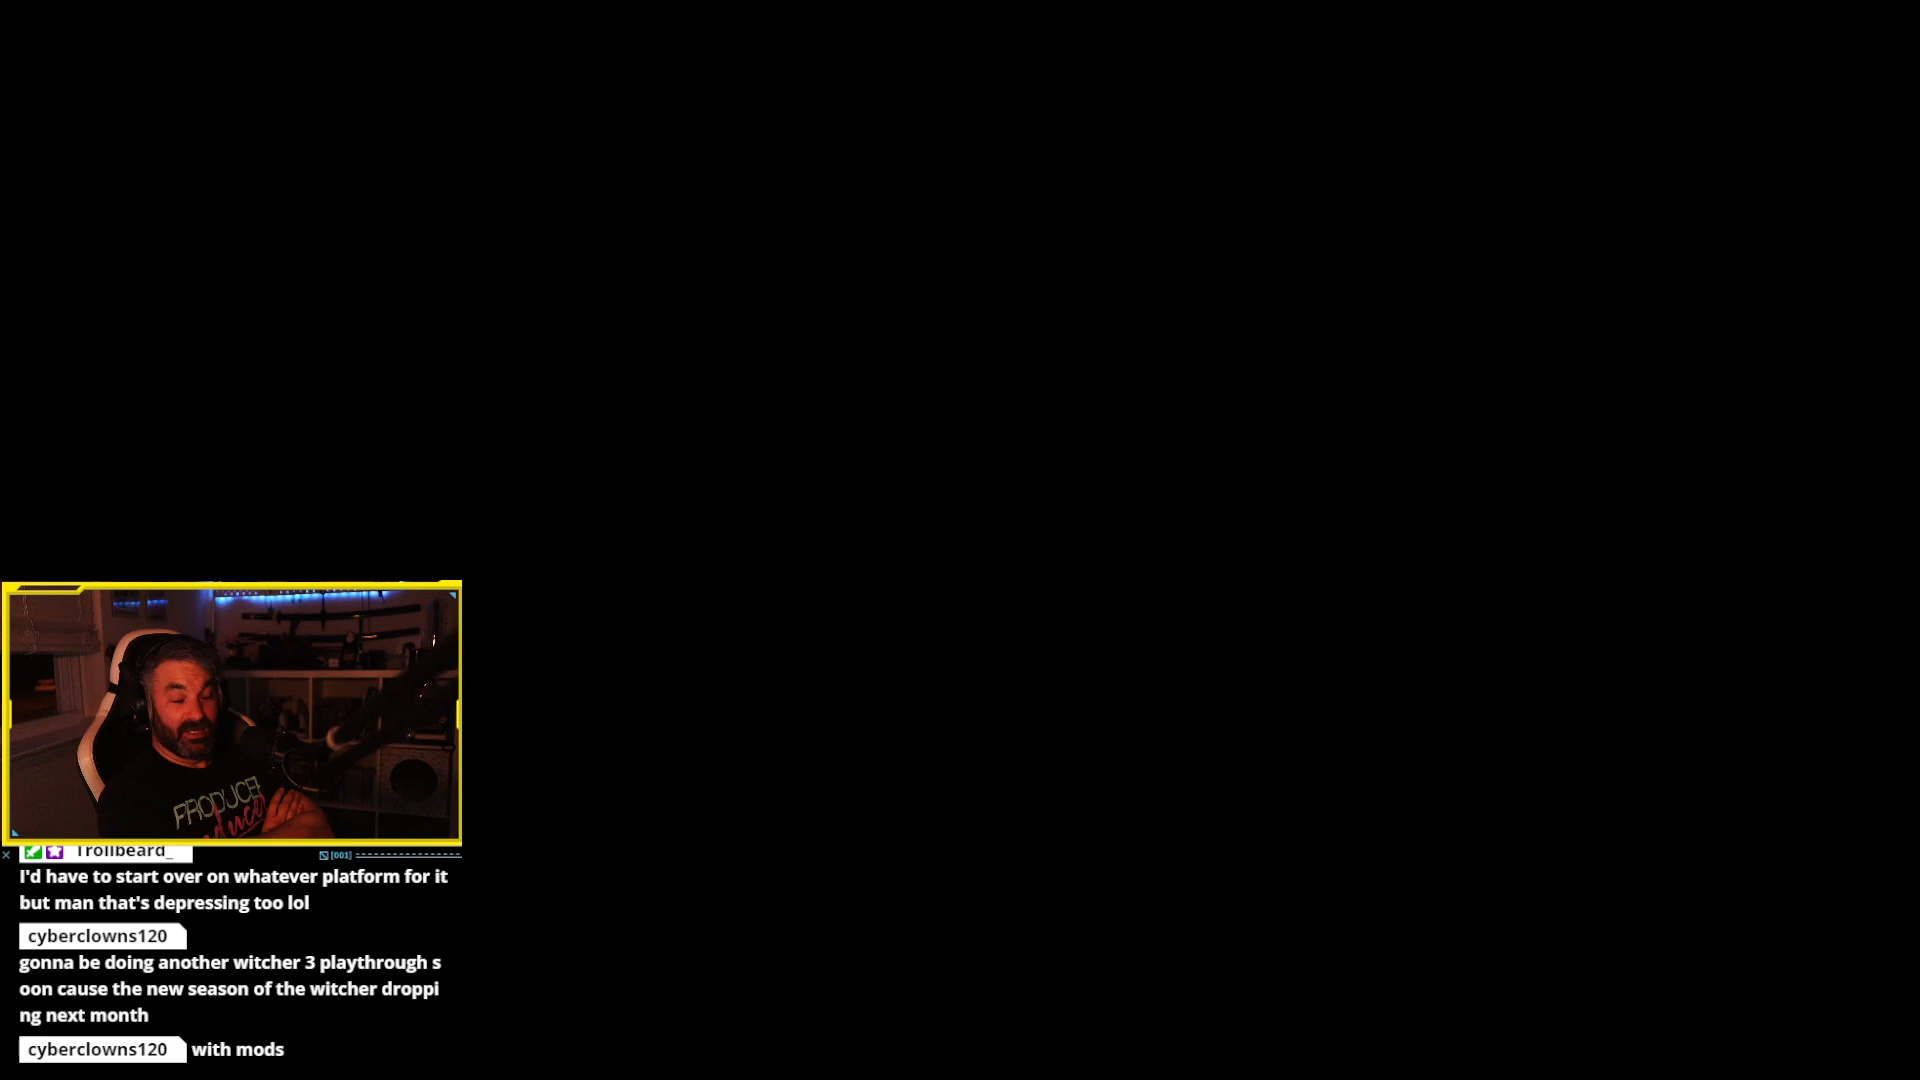 PRODUCER
Trollbeard_
[001]
I'd have to start over on whatever platform for it
but man that's depressing too lol
cyberclowns120
gonna be doing another witcher 3 playthrough s
oon cause the new season of the witcher droppi
ng next month
cyberclowns120 with mods